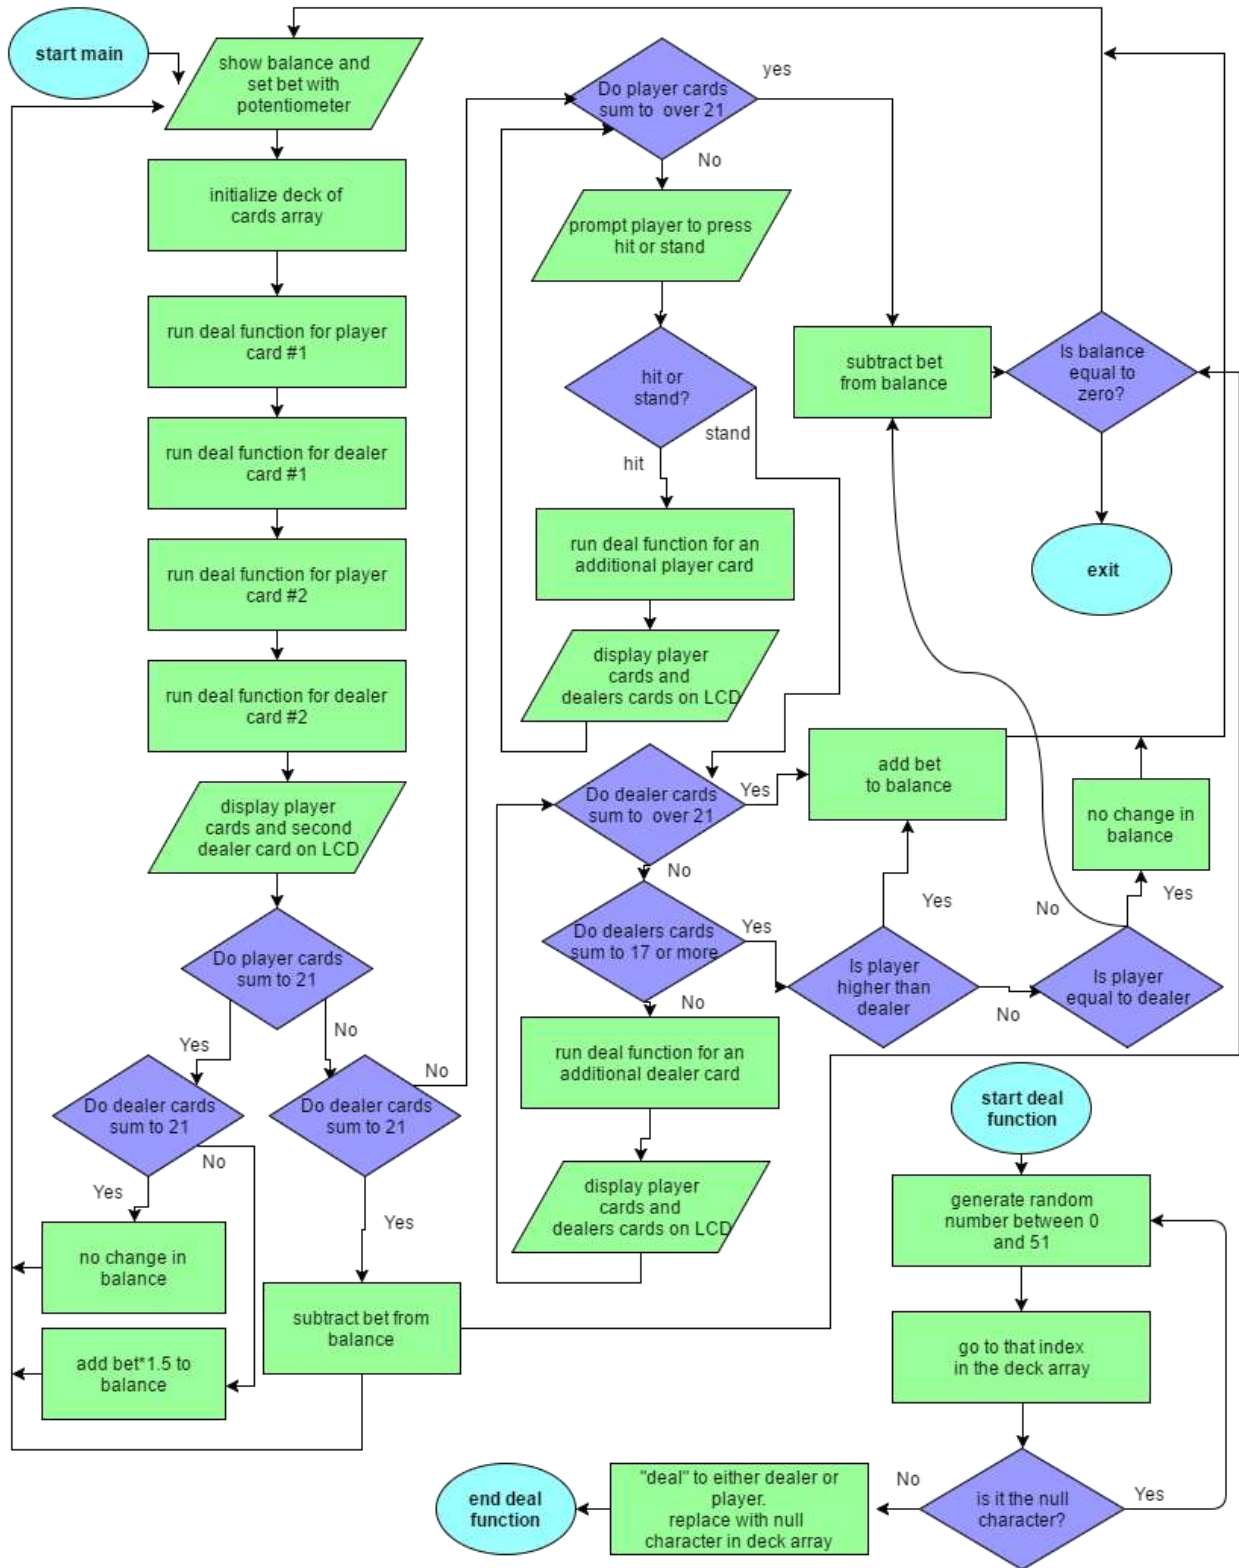 start main
show balance and
set bet with
potentiometer
initialize deck of
cards array
run deal function for player
card #1
run deal function for dealer
card #1
run deal function for player
card #2
run deal function for dealer
card #2
display player
cards and second
dealer card on LCD
Do player cards
sum to 21
Yes
No
Do dealer cards
sum to 21
No
Yes
no change in
balance
add bet*1.5 to
balance
Do dealer cards
sum to 21
No
Yes
subtract bet from
balance
Do player cards
sum to over 21
yes
No
prompt player to press
hit or stand
hit or
stand?
stand
hit
run deal function for an
additional player card
display player
cards and
dealers cards on LCD
subtract bet
from balance
Is balance
equal to
zero?
exit
Do dealer cards
sum to over 21
Yes
No
add bet
to balance
no change in
balance
Do dealers cards
sum to 17 or more
Yes
No
Is player
higher than
dealer
Yes
No
Is player
equal to dealer
Yes
No
run deal function for an
additional dealer card
display player
cards and
dealers cards on LCD
start deal
function
generate random
number between 0
and 51
go to that index
in the deck array
is it the null
character?
Yes
No
"deal" to either dealer or
player.
replace with null
character in deck array
end deal
function